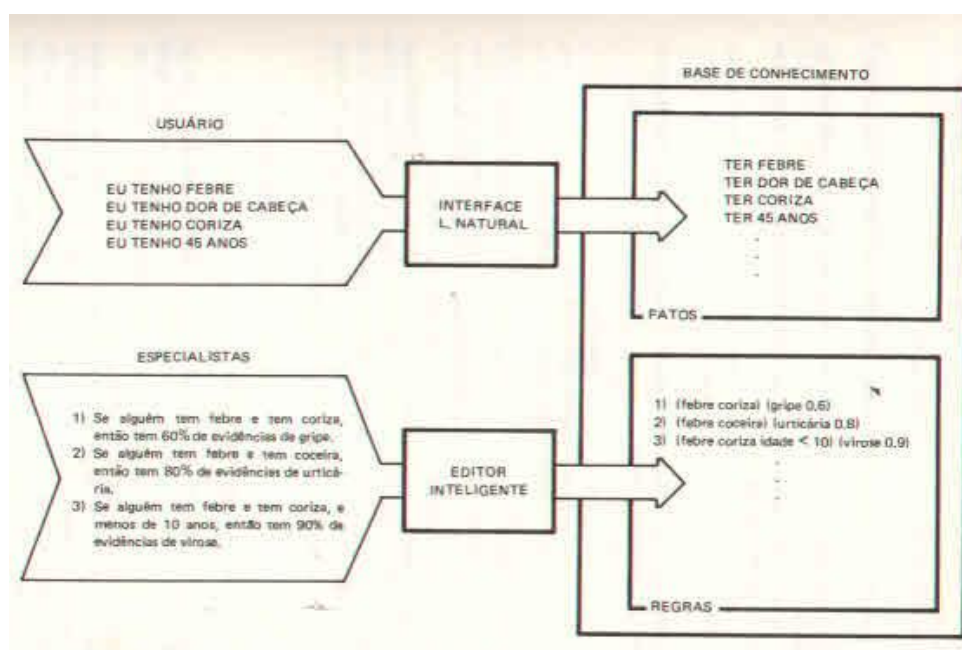 BASE DE CONHECIMENTO
USUÁRIO
EU TENHO FEBRE
EU TENHO DOR DE CABEÇA
EU TENHO CORIZA
EU TENHO 45 ANOS
INTERFACE
L. NATURAL
TER FEBRE
TER DOR DE CABEÇA
TER CORIZA
TER 45 ANOS
FATOS
ESPECIALISTAS
1) Se alguém tem febre e tem coriza,
então tem 60% de evidências de gripe.
2) Se alguém tem febre e tem coceira,
então tem 80% de evidências de urticá-
ria.
3) Se alguém tem febre e tem coriza, e
menos de 10 anos, então tem 90% de
evidências de virose.
EDITOR
INTELIGENTE
1) (febre coriza) (gripe 0,6)
2) (febre coceira) (urticária 0,8)
3) (febre coriza idade < 10) (virose 0,9)
REGRAS